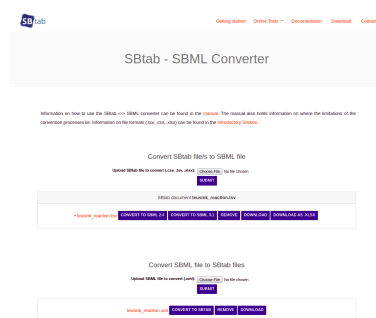 SBtab
Getting started Online Tools Documentation Download Contact
SBtab - SBML Converter
Information on how to use the SBtab <-> SBML converter can be found in the manual. The manual also holds information on where the limitations of the
conversion processes lie. Information on file formats (.tsv, .csv, .xlsx) can be found in the Introductory Section.
Convert SBtab file/s to SBML file
Upload SBtab file to convert (.csv, .tsv, .xlsx): Choose File No file chosen
SUBMIT
SBtab document teusink_reaction.tsv
• teusink_reaction.tsv CONVERT TO SBML 2.4 CONVERT TO SBML 3.1 REMOVE DOWNLOAD DOWNLOAD AS .XLSX
Convert SBML file to SBtab files
Upload SBML file to convert (.xml): Choose File No file chosen
SUBMIT
teusink_reaction.xml CONVERT TO SBTAB REMOVE DOWNLOAD